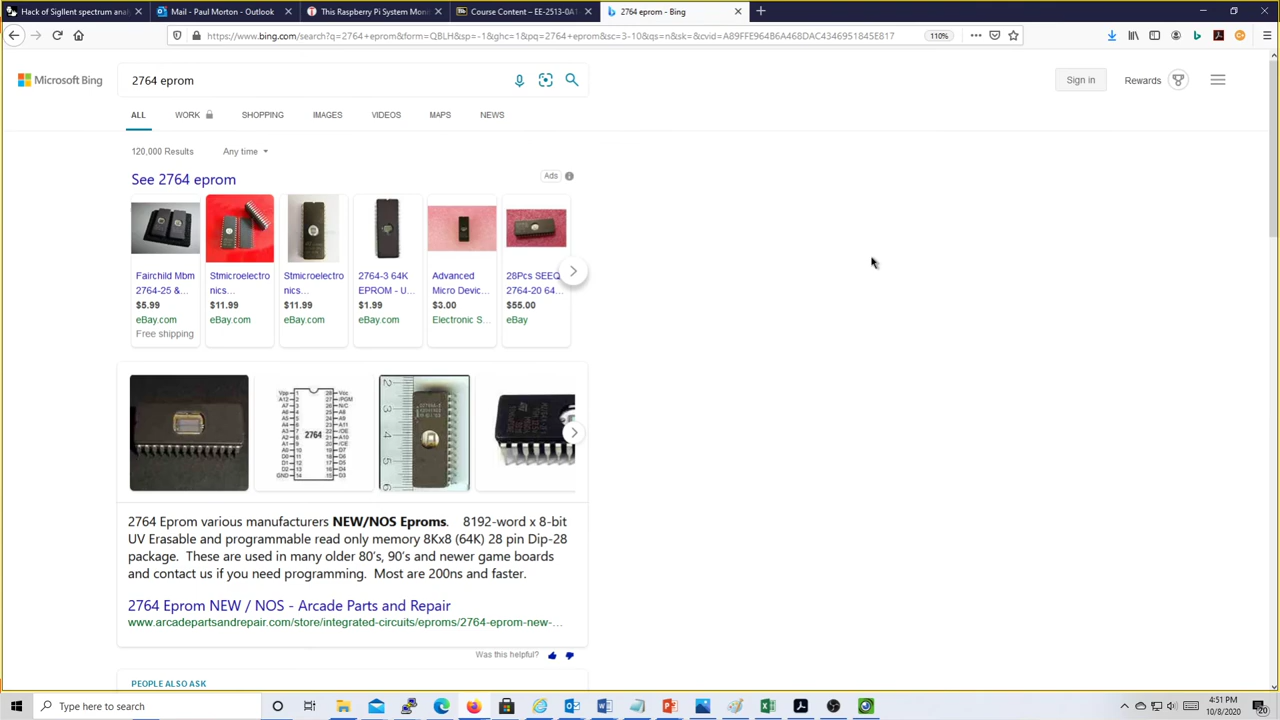 Hack of Siglent spectrum anal
Mail - Paul Morton - Outlook
This Raspberry Pi System Moni
Course Content – EE-2513-0A1
2764 eprom - Bing
https://www.bing.com/search?q=2764+eprom&form=QBLH&sp=-1&ghc=1&pq=2764+eprom&sc=3-10&qs=n&sk=&cvid=A89FFE964B6A468DAC4346951845E817
110%
Microsoft Bing
2764 eprom
Sign in
Rewards
ALL WORK SHOPPING IMAGES VIDEOS MAPS NEWS
120,000 Results Any time
See 2764 eprom
Ads
Fairchild Mbm 2764-25 &...
$5.99
eBay.com
Free shipping
Stmicroelectro nics...
$11.99
eBay.com
Stmicroelectro nics...
$11.99
eBay.com
2764-3 64K EPROM - U...
$1.99
eBay.com
Advanced Micro Devic...
$3.00
Electronic S...
28Pcs SEEQ 2764-20 64...
$55.00
eBay
2764
2764 Eprom various manufacturers NEW/NOS Eproms. 8192-word x 8-bit
UV Erasable and programmable read only memory 8Kx8 (64K) 28 pin Dip-28
package. These are used in many older 80's, 90's and newer game boards
and contact us if you need programming. Most are 200ns and faster.
2764 Eprom NEW / NOS - Arcade Parts and Repair
www.arcadepartsandrepair.com/store/integrated-circuits/eproms/2764-eprom-new-...
Was this helpful?
PEOPLE ALSO ASK
Type here to search
4:51 PM
10/8/2020
20